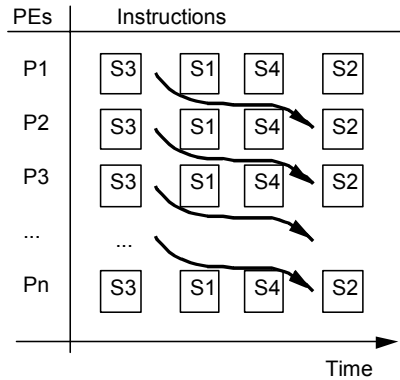 PEs Instructions
P1 S3 S1 S4 S2
P2 S3 S1 S4 S2
P3 S3 S1 S4 S2
... ...
Pn S3 S1 S4 S2
Time